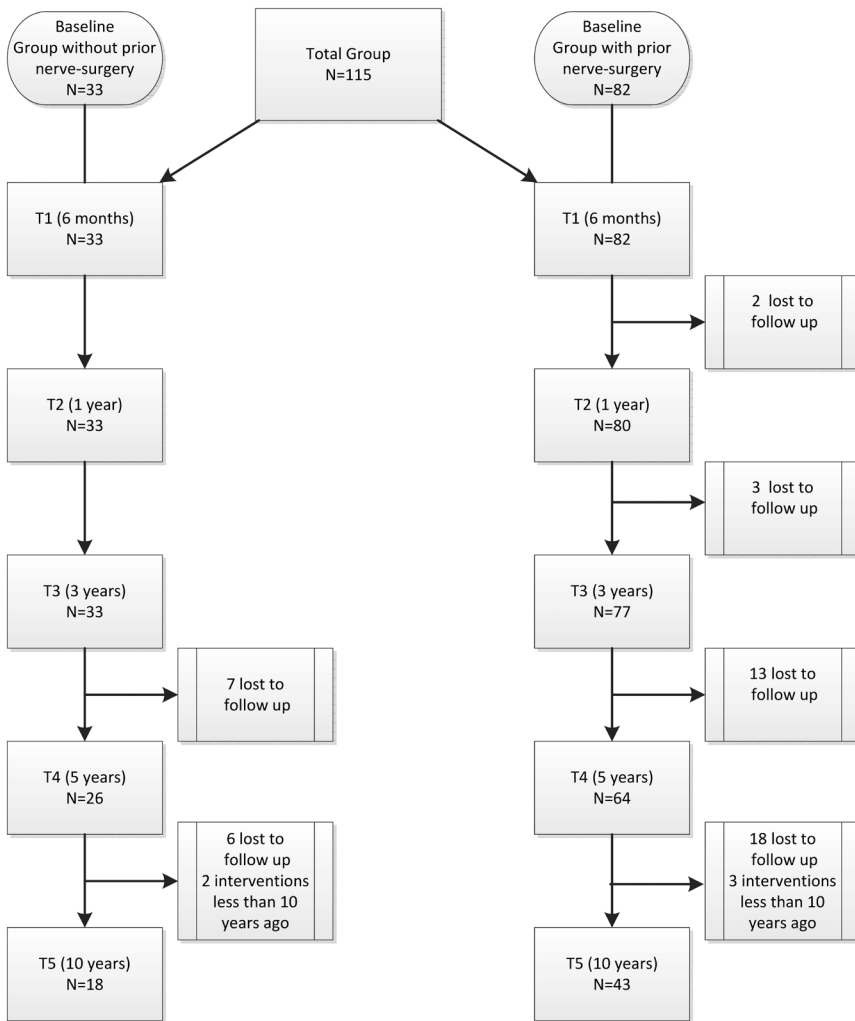 Baseline
Group without prior
nerve-surgery
N=33
Total Group
N=115
Baseline
Group with prior
nerve-surgery
N=82
T1 (6 months)
N=33
T1 (6 months)
N=82
2 lost to
follow up
T2 (1 year)
N=33
T2 (1 year)
N=80
3 lost to
follow up
T3 (3 years)
N=33
T3 (3 years)
N=77
7 lost to
follow up
13 lost to
follow up
T4 (5 years)
N=26
T4 (5 years)
N=64
6 lost to
follow up
2 interventions
less than 10
years ago
18 lost to
follow up
3 interventions
less than 10
years ago
T5 (10 years)
N=18
T5 (10 years)
N=43